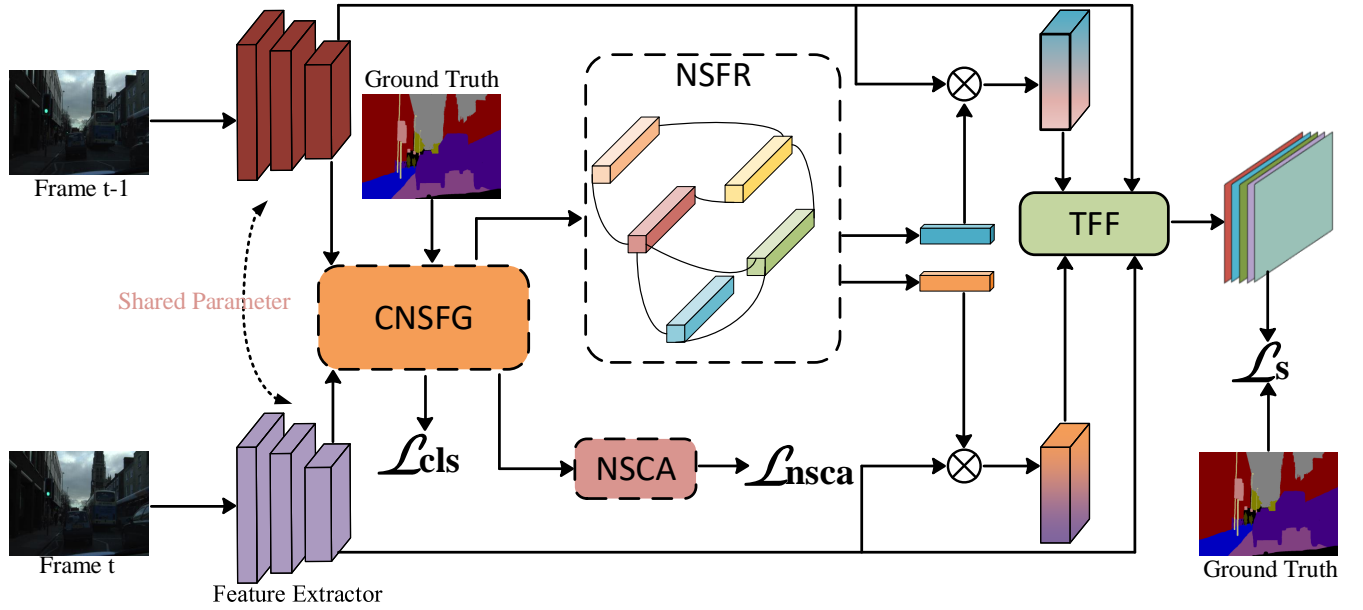 Frame t-1
Ground Truth
NSFR
TFF
Shared Parameter
CNSFG
ℒs
ℒcls
NSCA
ℒnsca
Frame t
Feature Extractor
Ground Truth